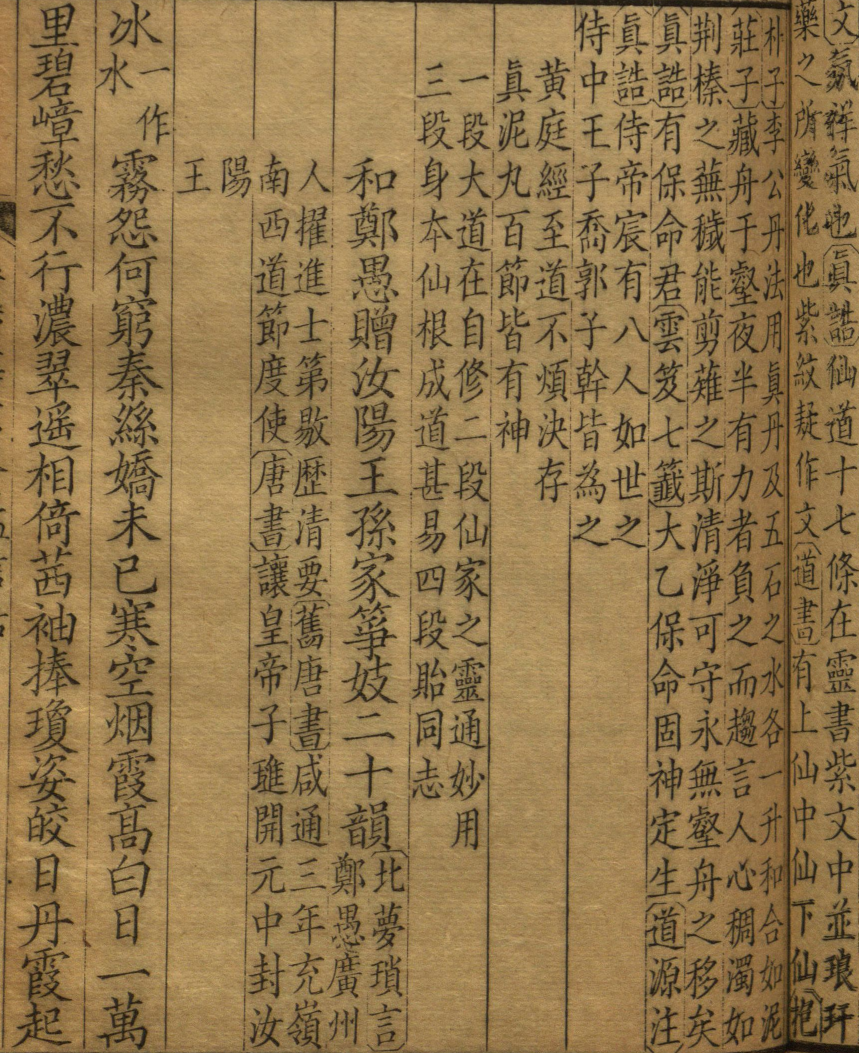 文氛祥氣也眞誥仙道十七條在靈書紫文中並琅玕
藥之所變化也紫紋疑作文道書有上仙中仙下仙抱
朴子李公丹法用眞丹及五石之水各一升和合如泥
莊子藏舟于壑夜半有力者負之而趨言人心稠濁如
荆榛之蕪穢能剪薙之斯清淨可守永無壑舟之移矣
眞誥有保命君雲笈七籖大乙保命固神定生道源注
眞誥侍帝宸有八人如世之
侍中王子喬郭子幹皆為之
黄庭經至道不煩決存
眞泥丸百節皆有神
一段大道在自修二段仙家之靈通妙用
三段身本仙根成道甚易四段貽同志
和鄭愚贈汝陽王孫家箏妓二十韻
北夢瑣言
鄭愚廣州
人擢進士第敭歷清要舊唐書咸通三年充嶺
南西道節度使唐書讓皇帝子璡開元中封汝
陽
王
冰一作水霧怨何窮秦絲嬌未已寒空烟霞高白日一萬
里碧嶂愁不行濃翠遥相倚茜袖捧瓊姿皎日丹霞起